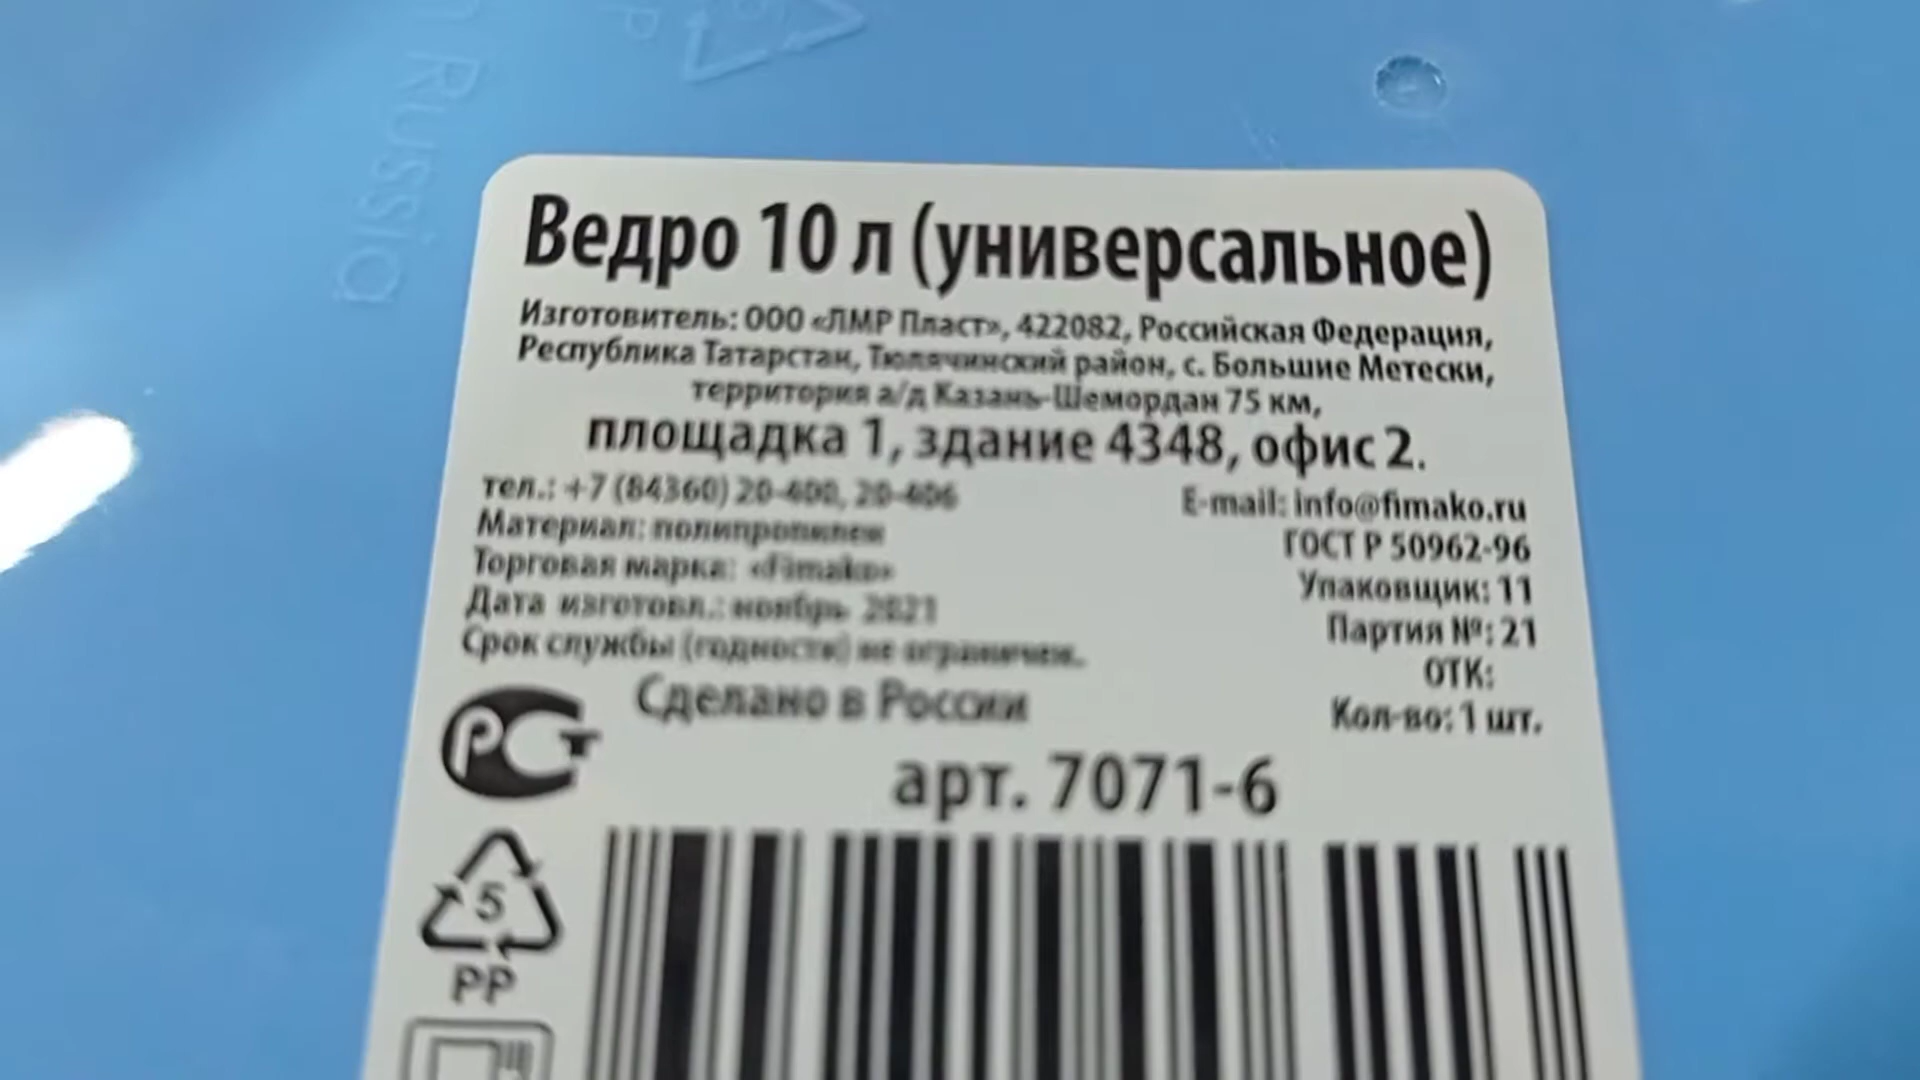 n Russia
P
Ведро 10 л (универсальное)
Изготовитель: ООО «ЛМР Пласт», 422082, Российская Федерация,
Республика Татарстан, Тюлячинский район, с. Большие Метески,
территория а/д Казань-Шемордан 75 км,
площадка 1, здание 4348, офис 2.
тел.: +7 (84360) 20-400, 20-406
Материал: полипропилен
Торговая марка: «Fimako»
Дата изготовл.: ноябрь 2021
Срок службы (годности) не ограничен.
E-mail: info@fimako.ru
ГОСТ Р 50962-96
Упаковщик: 11
Партия №: 21
ОТК:
Кол-во: 1 шт.
Сделано в России
РСТ
арт. 7071-6
5
PP